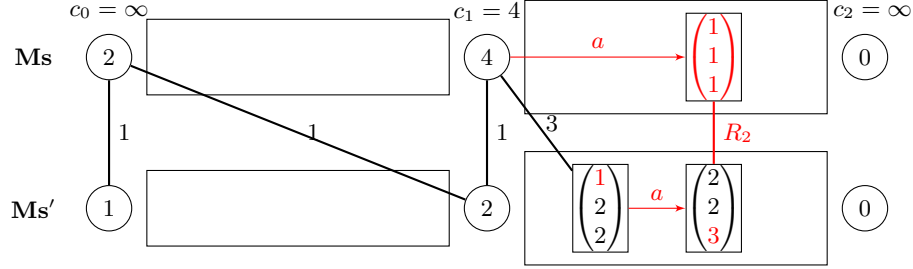 c₀ = ∞ c₁ = 4 c₂ = ∞
Ms 2 4 a 1 1 1 0
1 1 1 3 R₂
Ms′ 1 2 1 2 2 a 2 2 3 0